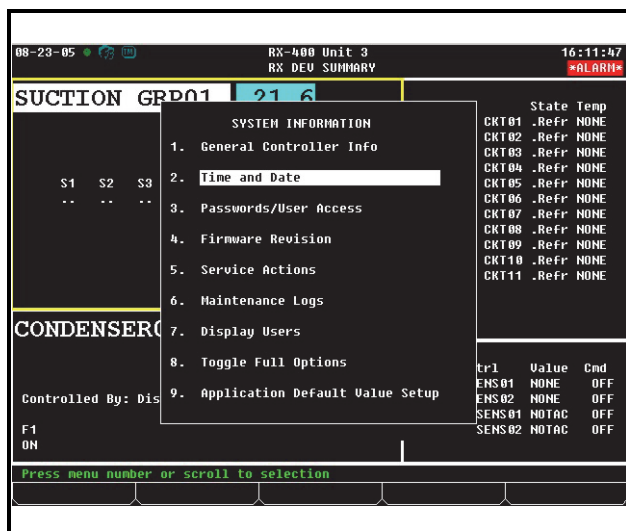 08-23-05 RX-400 Unit 3 16:11:47
RX DEV SUMMARY *ALARM*
SUCTION GRP01 21.6
State Temp
CKT01 .Refr NONE
CKT02 .Refr NONE
CKT03 .Refr NONE
CKT04 .Refr NONE
CKT05 .Refr NONE
CKT06 .Refr NONE
CKT07 .Refr NONE
CKT08 .Refr NONE
CKT09 .Refr NONE
CKT10 .Refr NONE
CKT11 .Refr NONE
S1 S2 S3
.. .. ..
SYSTEM INFORMATION
1. General Controller Info
2. Time and Date
3. Passwords/User Access
4. Firmware Revision
5. Service Actions
6. Maintenance Logs
7. Display Users
8. Toggle Full Options
9. Application Default Value Setup
CONDENSER
Controlled By: Dis
F1
ON
trl Value Cmd
ENS01 NONE OFF
ENS02 NONE OFF
SENS01 NOTAC OFF
SENS02 NOTAC OFF
Press menu number or scroll to selection